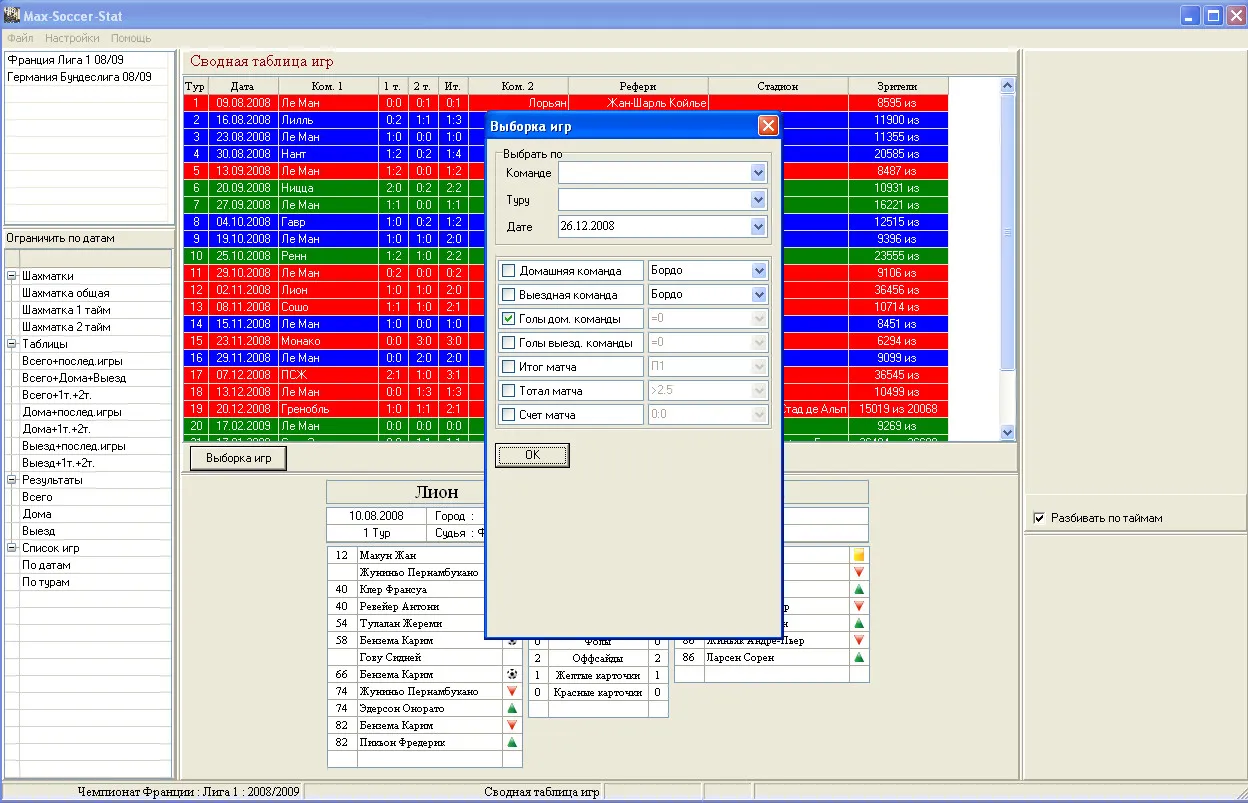 Max-Soccer-Stat
Файл Настройки Помощь
Франция Лига 1 08/09
Германия Бундеслига 08/09
Ограничить по датам
Шахматки
Шахматка общая
Шахматка 1 тайм
Шахматка 2 тайм
Таблицы
Всего+послед.игры
Всего+Дома+Выезд
Всего+1т.+2т.
Дома+послед.игры
Дома+1т.+2т.
Выезд+послед.игры
Выезд+1т.+2т.
Результаты
Всего
Дома
Выезд
Список игр
По датам
По турам
Сводная таблица игр
Тур Дата Ком. 1 1 т. 2 т. Ит. Ком. 2 Рефери Стадион Зрители
1 09.08.2008 Ле Ман 0:0 0:1 0:1 Лорьян Жан-Шарль Койлье 8595 из
2 16.08.2008 Лилль 0:2 1:1 1:3 11900 из
3 23.08.2008 Ле Ман 1:0 0:0 1:0 11355 из
4 30.08.2008 Нант 1:2 0:2 1:4 20585 из
5 13.09.2008 Ле Ман 1:2 0:0 1:2 8487 из
6 20.09.2008 Ницца 2:0 0:2 2:2 10931 из
7 27.09.2008 Ле Ман 1:1 0:0 1:1 16221 из
8 04.10.2008 Гавр 1:0 0:2 1:2 12515 из
9 19.10.2008 Ле Ман 1:0 1:0 2:0 9396 из
10 25.10.2008 Ренн 1:2 1:0 2:2 23555 из
11 29.10.2008 Ле Ман 0:2 0:0 0:2 9106 из
12 02.11.2008 Лион 1:0 1:0 2:0 36456 из
13 08.11.2008 Сошо 1:1 1:0 2:1 10714 из
14 15.11.2008 Ле Ман 1:0 0:0 1:0 8451 из
15 23.11.2008 Монако 0:0 3:0 3:0 6294 из
16 29.11.2008 Ле Ман 0:0 2:0 2:0 9099 из
17 07.12.2008 ПСЖ 2:1 1:0 3:1 36545 из
18 13.12.2008 Ле Ман 0:0 1:3 1:3 10499 из
19 20.12.2008 Гренобль 1:0 1:1 2:1 Стад де Альп 15019 из 20068
20 17.02.2009 Ле Ман 0:0 0:0 0:0 9269 из
Выборка игр
Выборка игр
Выбрать по
Команде
Туру
Дате 26.12.2008
Домашняя команда Бордо
Выездная команда Бордо
Голы дом. команды =0
Голы выезд. команды =0
Итог матча П1
Тотал матча >2.5
Счет матча 0:0
OK
Лион
10.08.2008 Город :
1 Тур Судья : Ф
12 Макун Жан
Жуниньо Пернамбукано
40 Клер Франсуа
40 Ревейер Антони
54 Тулалан Жереми
58 Бензема Карим
Гову Сидней
66 Бензема Карим
74 Жуниньо Пернамбукано
74 Эдерсон Онорато
82 Бензема Карим
82 Пикьон Фредерик
0 Фолы 0
2 Оффсайды 2
1 Желтые карточки 1
0 Красные карточки 0
86 Жиньяк Андре-Пьер
86 Ларсен Сорен
Разбивать по таймам
Чемпионат Франции : Лига 1 : 2008/2009
Сводная таблица игр